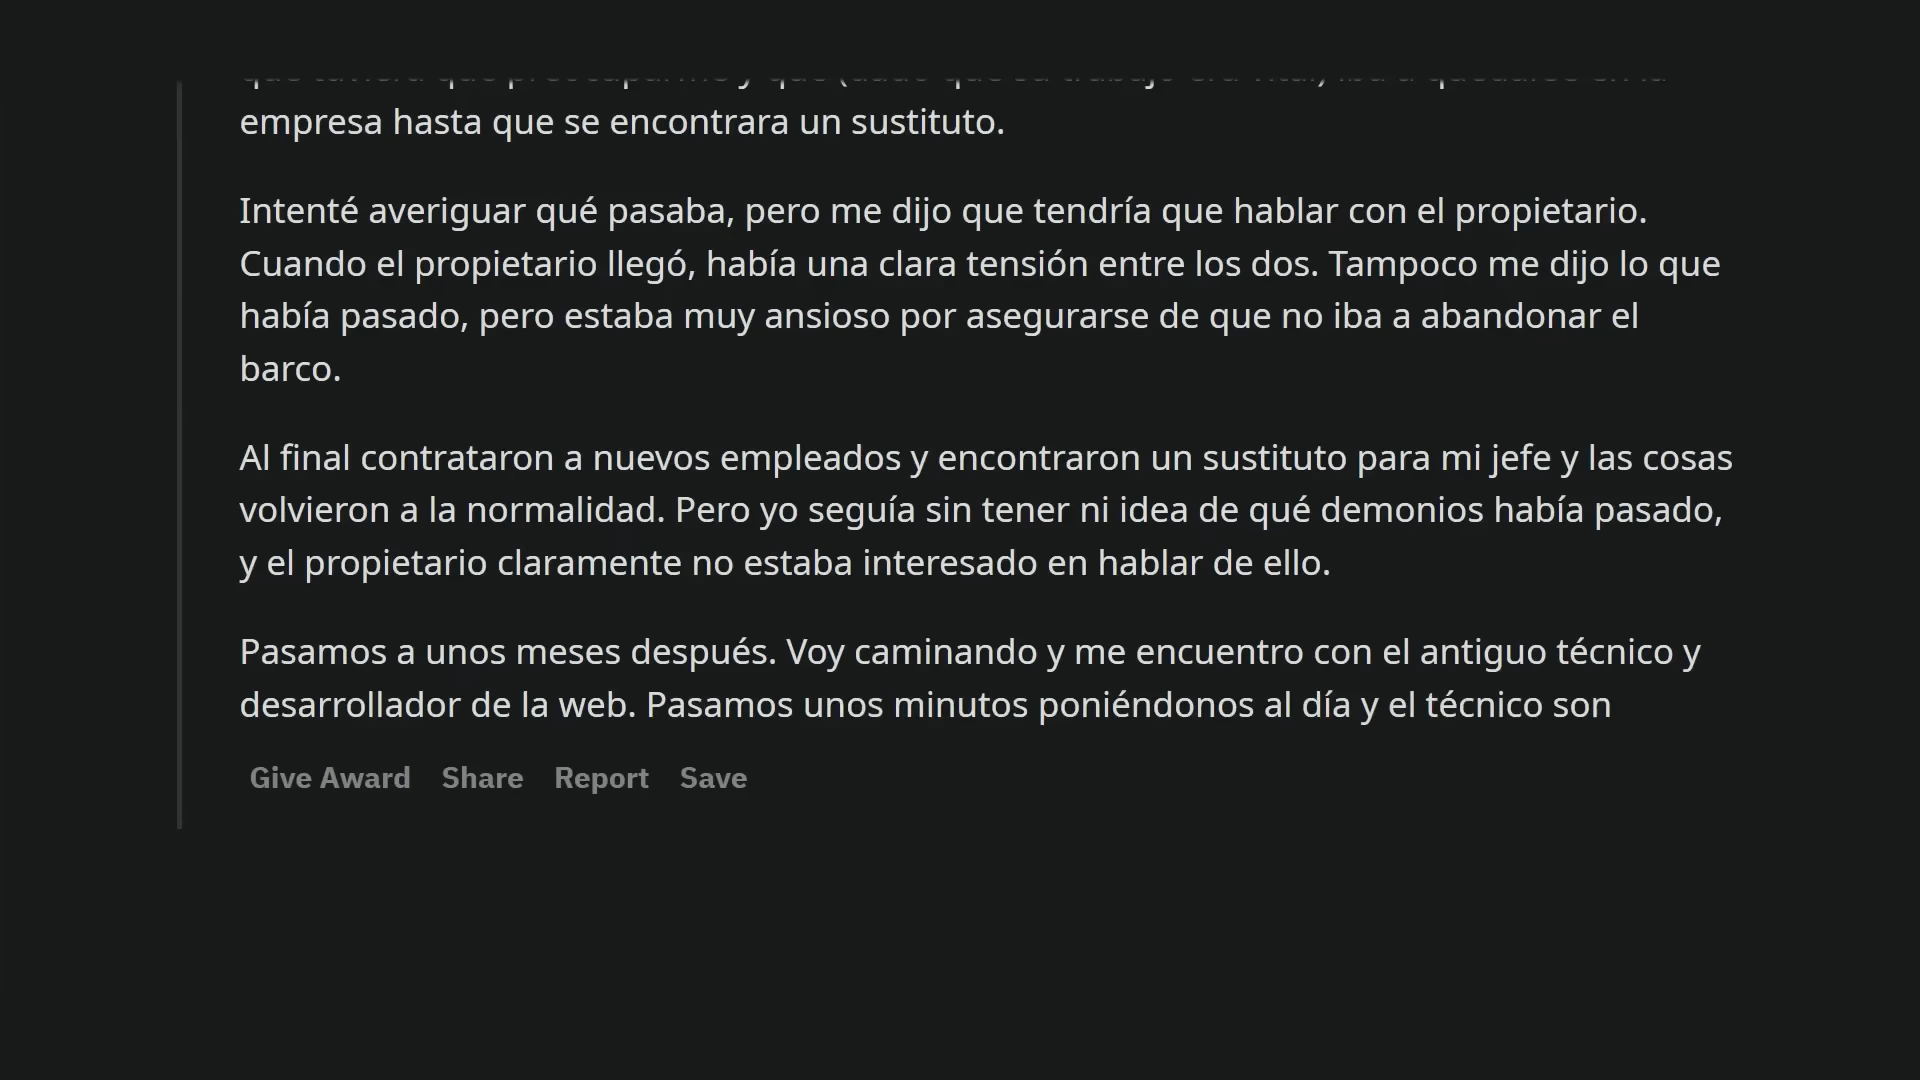 empresa hasta que se encontrara un sustituto.
Intenté averiguar qué pasaba, pero me dijo que tendría que hablar con el propietario.
Cuando el propietario llegó, había una clara tensión entre los dos. Tampoco me dijo lo que
había pasado, pero estaba muy ansioso por asegurarse de que no iba a abandonar el
barco.
Al final contrataron a nuevos empleados y encontraron un sustituto para mi jefe y las cosas
volvieron a la normalidad. Pero yo seguía sin tener ni idea de qué demonios había pasado,
y el propietario claramente no estaba interesado en hablar de ello.
Pasamos a unos meses después. Voy caminando y me encuentro con el antiguo técnico y
desarrollador de la web. Pasamos unos minutos poniéndonos al día y el técnico son
Give Award Share Report Save